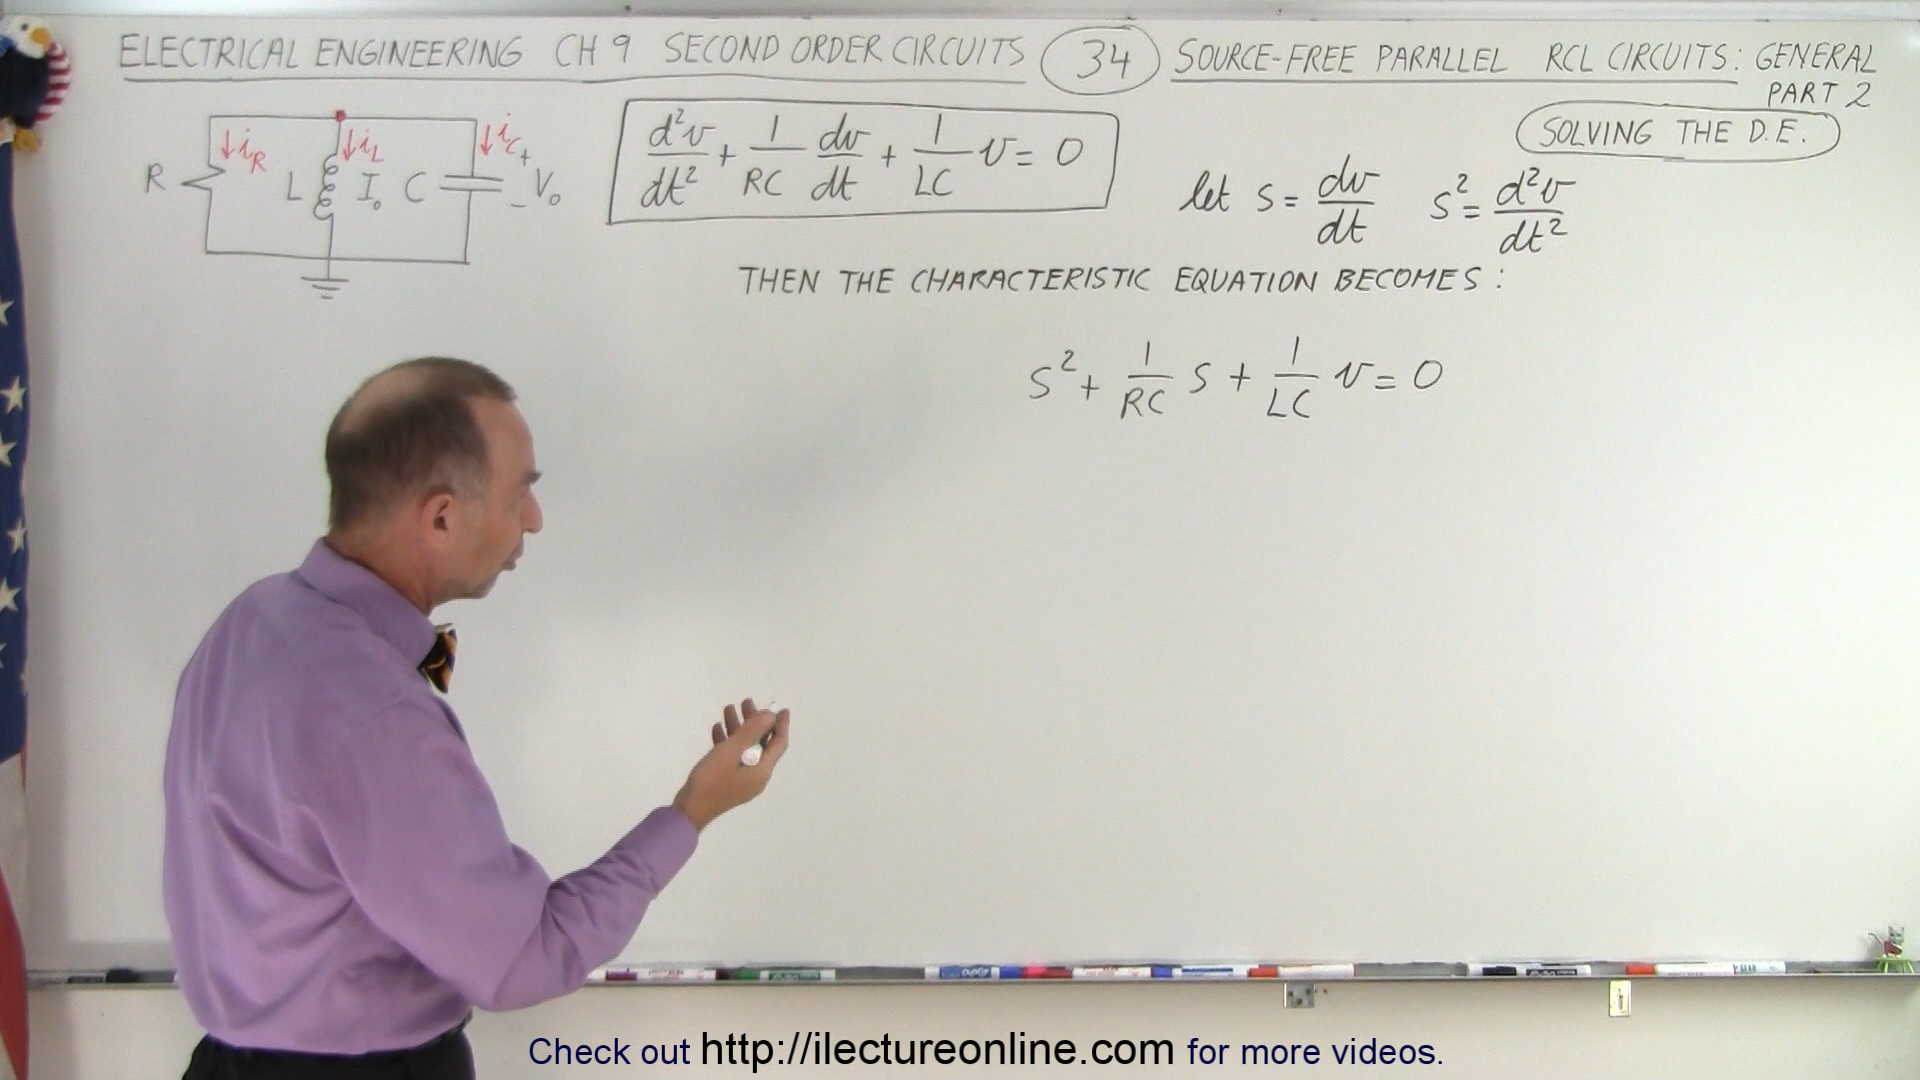 ELECTRICAL ENGINEERING CH 9 SECOND ORDER CIRCUITS 34 SOURCE-FREE PARALLEL RCL CIRCUITS: GENERAL
PART 2
SOLVING THE D.E.
R ↓i_R L ↓i_L I₀ C ↓i_C + − V₀
d²v/dt² + 1/RC dv/dt + 1/LC v = 0
let s = dv/dt s² = d²v/dt²
THEN THE CHARACTERISTIC EQUATION BECOMES:
s² + 1/RC s + 1/LC v = 0
Check out http://ilectureonline.com for more videos.